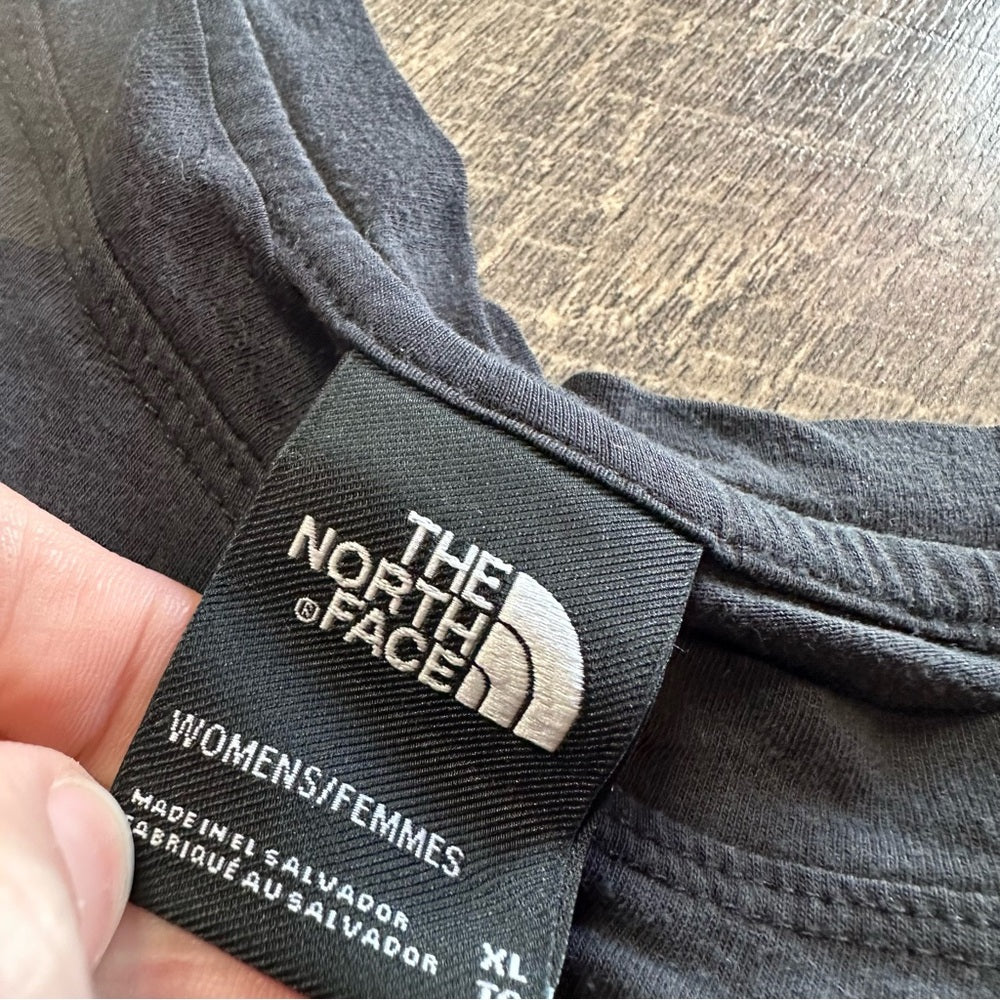 THE
NORTH
®FACE
WOMENS/FEMMES
MADE IN EL SALVADOR
FABRIQUÉ AU SALVADOR
XL